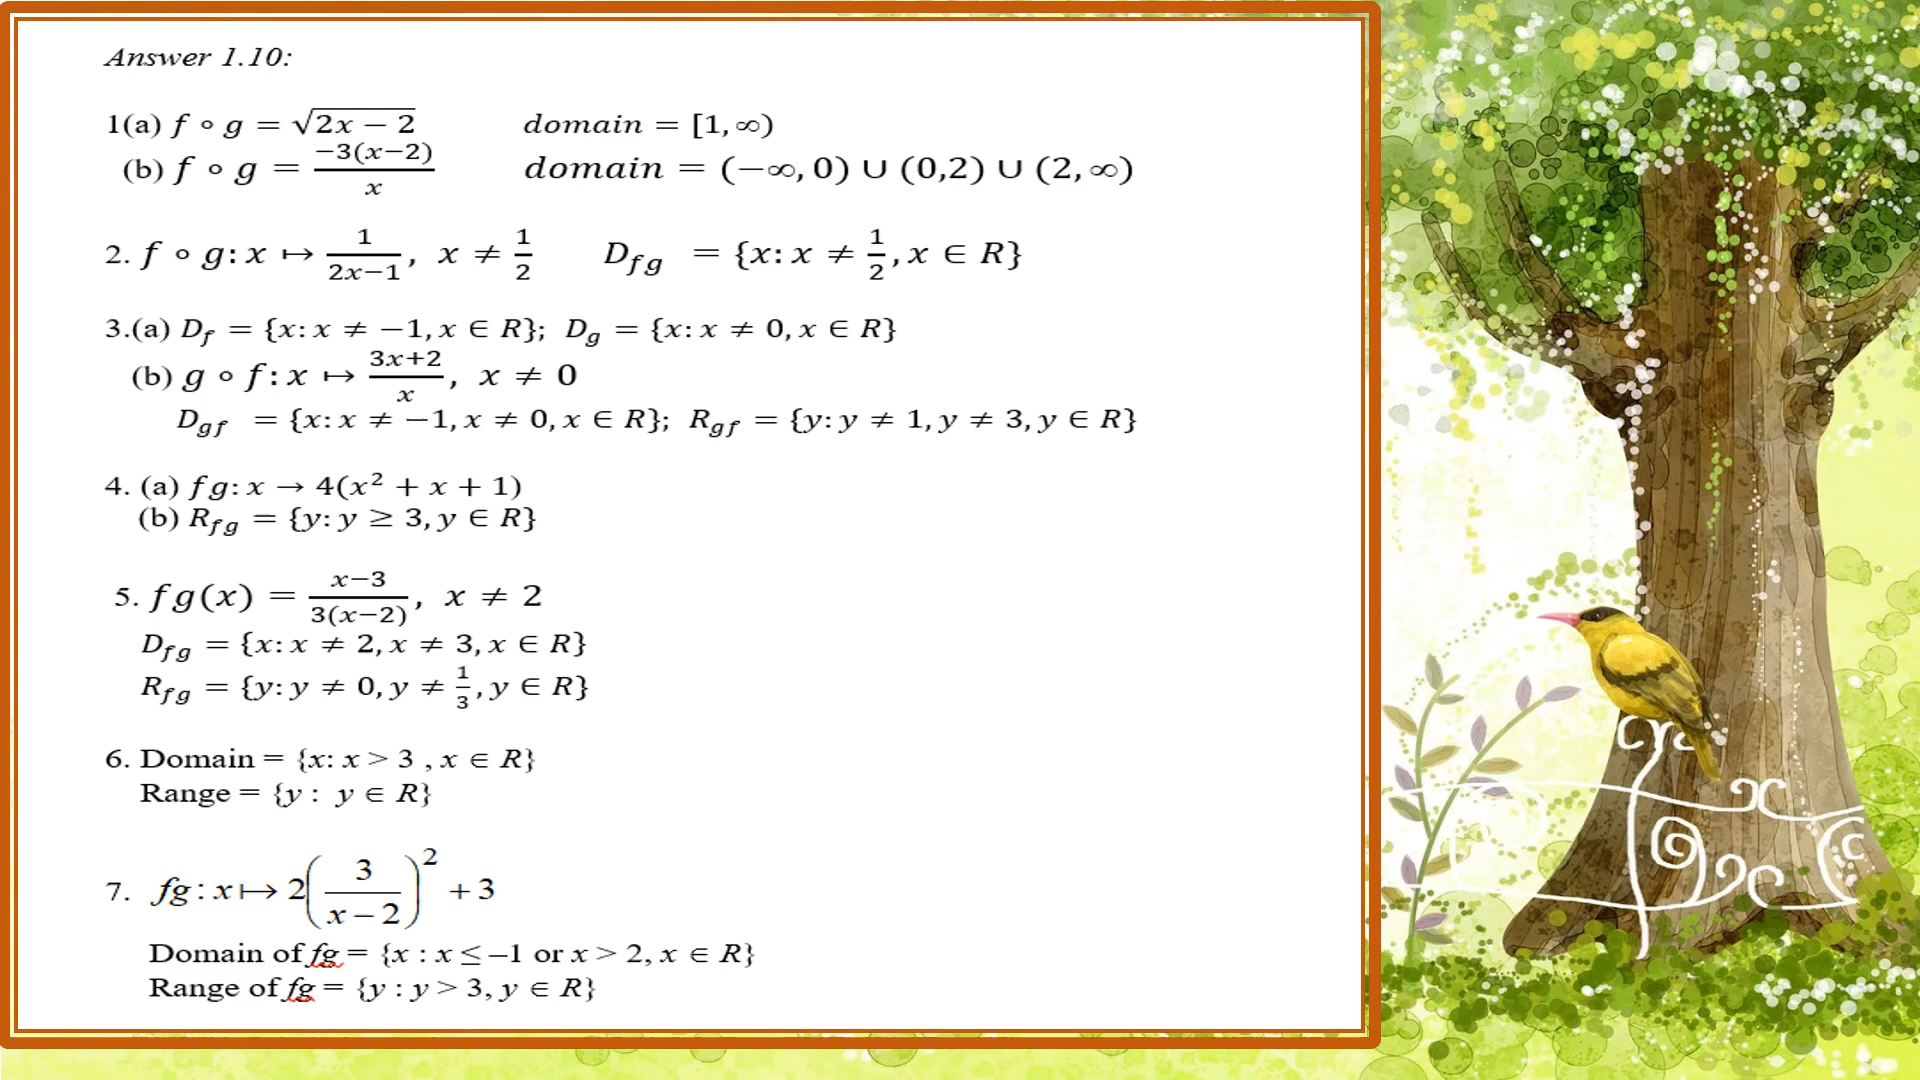 Answer 1.10:
1(a) f ∘ g = √(2x − 2) domain = [1, ∞)
(b) f ∘ g = −3(x−2)/x domain = (−∞, 0) ∪ (0,2) ∪ (2, ∞)
2. f ∘ g: x ↦ 1/(2x−1), x ≠ 1/2 D_fg = {x: x ≠ 1/2, x ∈ R}
3.(a) D_f = {x: x ≠ −1, x ∈ R}; D_g = {x: x ≠ 0, x ∈ R}
(b) g ∘ f: x ↦ (3x+2)/x, x ≠ 0
D_gf = {x: x ≠ −1, x ≠ 0, x ∈ R}; R_gf = {y: y ≠ 1, y ≠ 3, y ∈ R}
4. (a) fg: x → 4(x² + x + 1)
(b) R_fg = {y: y ≥ 3, y ∈ R}
5. fg(x) = (x−3)/(3(x−2)), x ≠ 2
D_fg = {x: x ≠ 2, x ≠ 3, x ∈ R}
R_fg = {y: y ≠ 0, y ≠ 1/3, y ∈ R}
6. Domain = {x: x > 3 , x ∈ R}
Range = {y : y ∈ R}
7. fg : x ↦ 2(3/(x − 2))² + 3
Domain of fg = {x : x ≤ −1 or x > 2, x ∈ R}
Range of fg = {y : y > 3, y ∈ R}